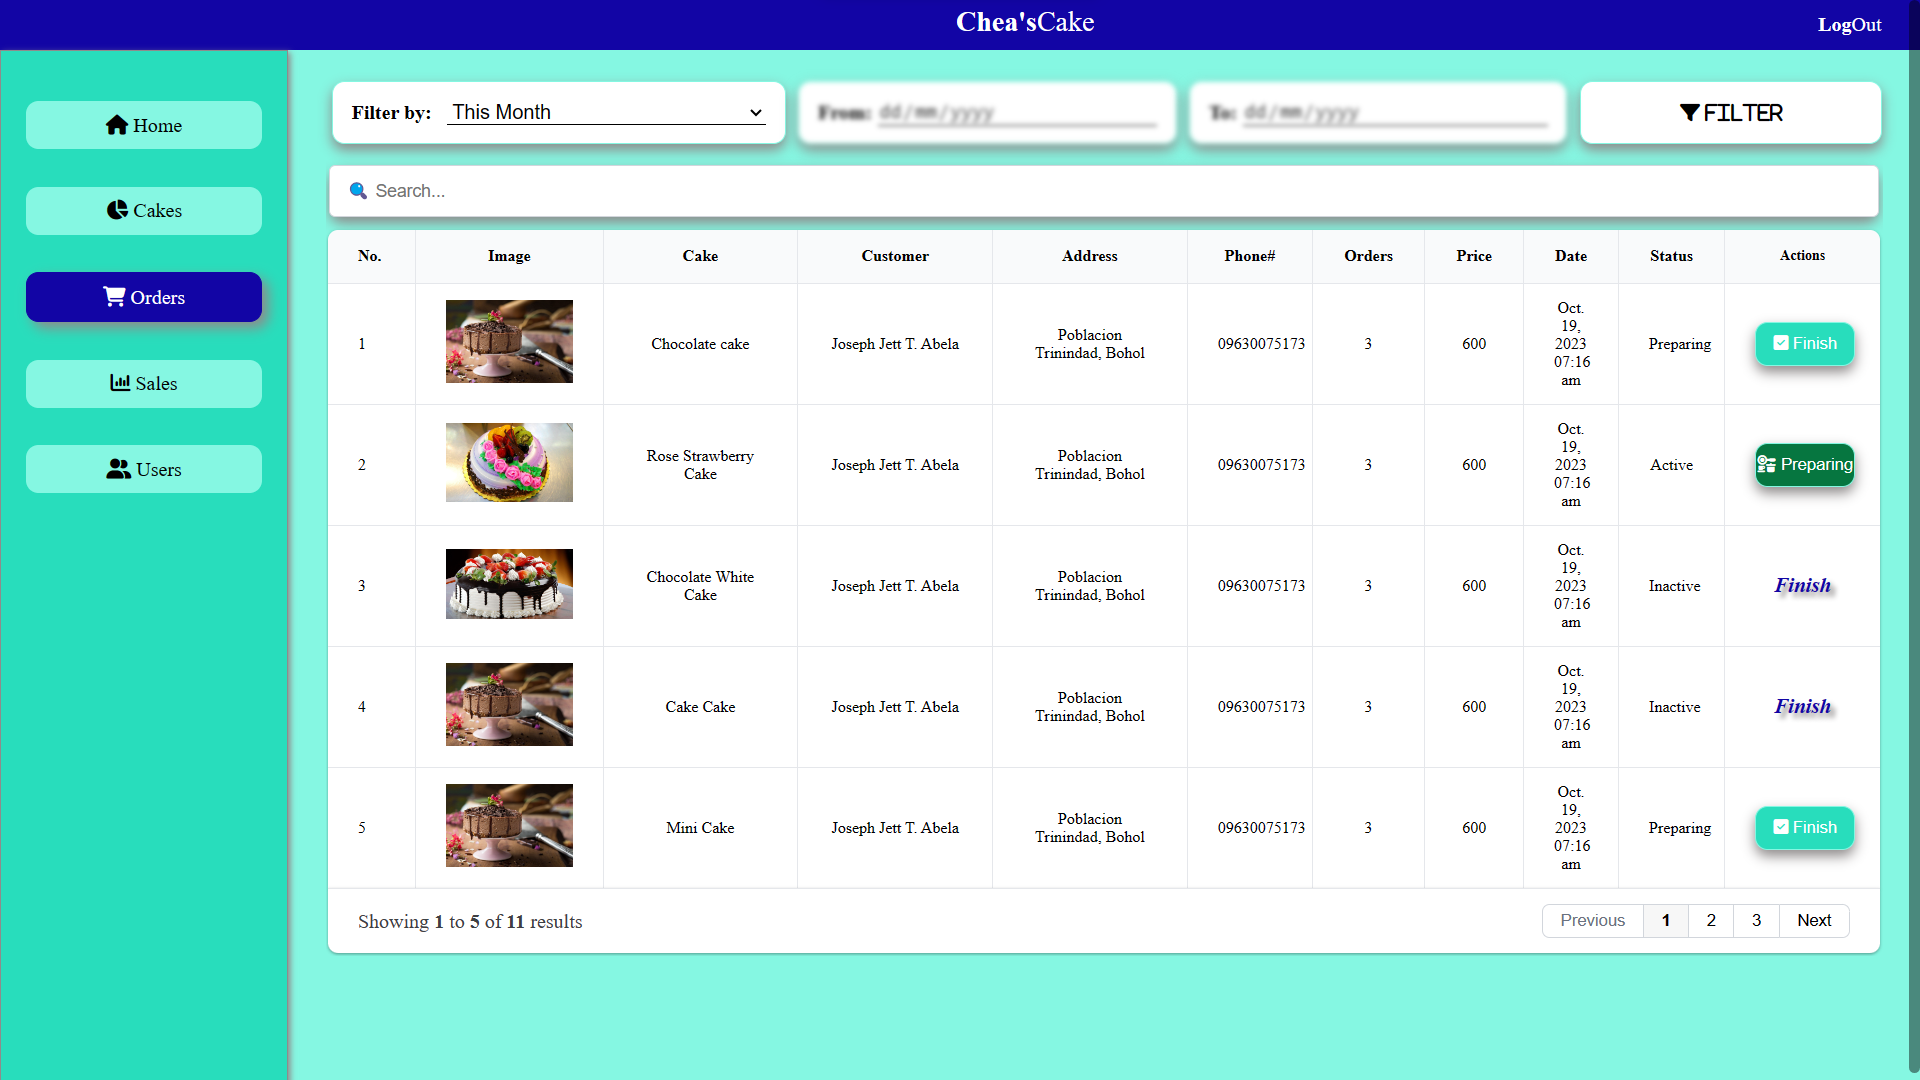 Chea'sCake
LogOut
Home
Cakes
Orders
Sales
Users
Filter by: This Month
From: dd/mm/yyyy
To: dd/mm/yyyy
FILTER
Search...
No. Image Cake Customer Address Phone# Orders Price Date Status Actions
1 Chocolate cake Joseph Jett T. Abela Poblacion Trinindad, Bohol 09630075173 3 600 Oct. 19, 2023 07:16 am Preparing Finish
2 Rose Strawberry Cake Joseph Jett T. Abela Poblacion Trinindad, Bohol 09630075173 3 600 Oct. 19, 2023 07:16 am Active Preparing
3 Chocolate White Cake Joseph Jett T. Abela Poblacion Trinindad, Bohol 09630075173 3 600 Oct. 19, 2023 07:16 am Inactive Finish
4 Cake Cake Joseph Jett T. Abela Poblacion Trinindad, Bohol 09630075173 3 600 Oct. 19, 2023 07:16 am Inactive Finish
5 Mini Cake Joseph Jett T. Abela Poblacion Trinindad, Bohol 09630075173 3 600 Oct. 19, 2023 07:16 am Preparing Finish
Showing 1 to 5 of 11 results
Previous 1 2 3 Next